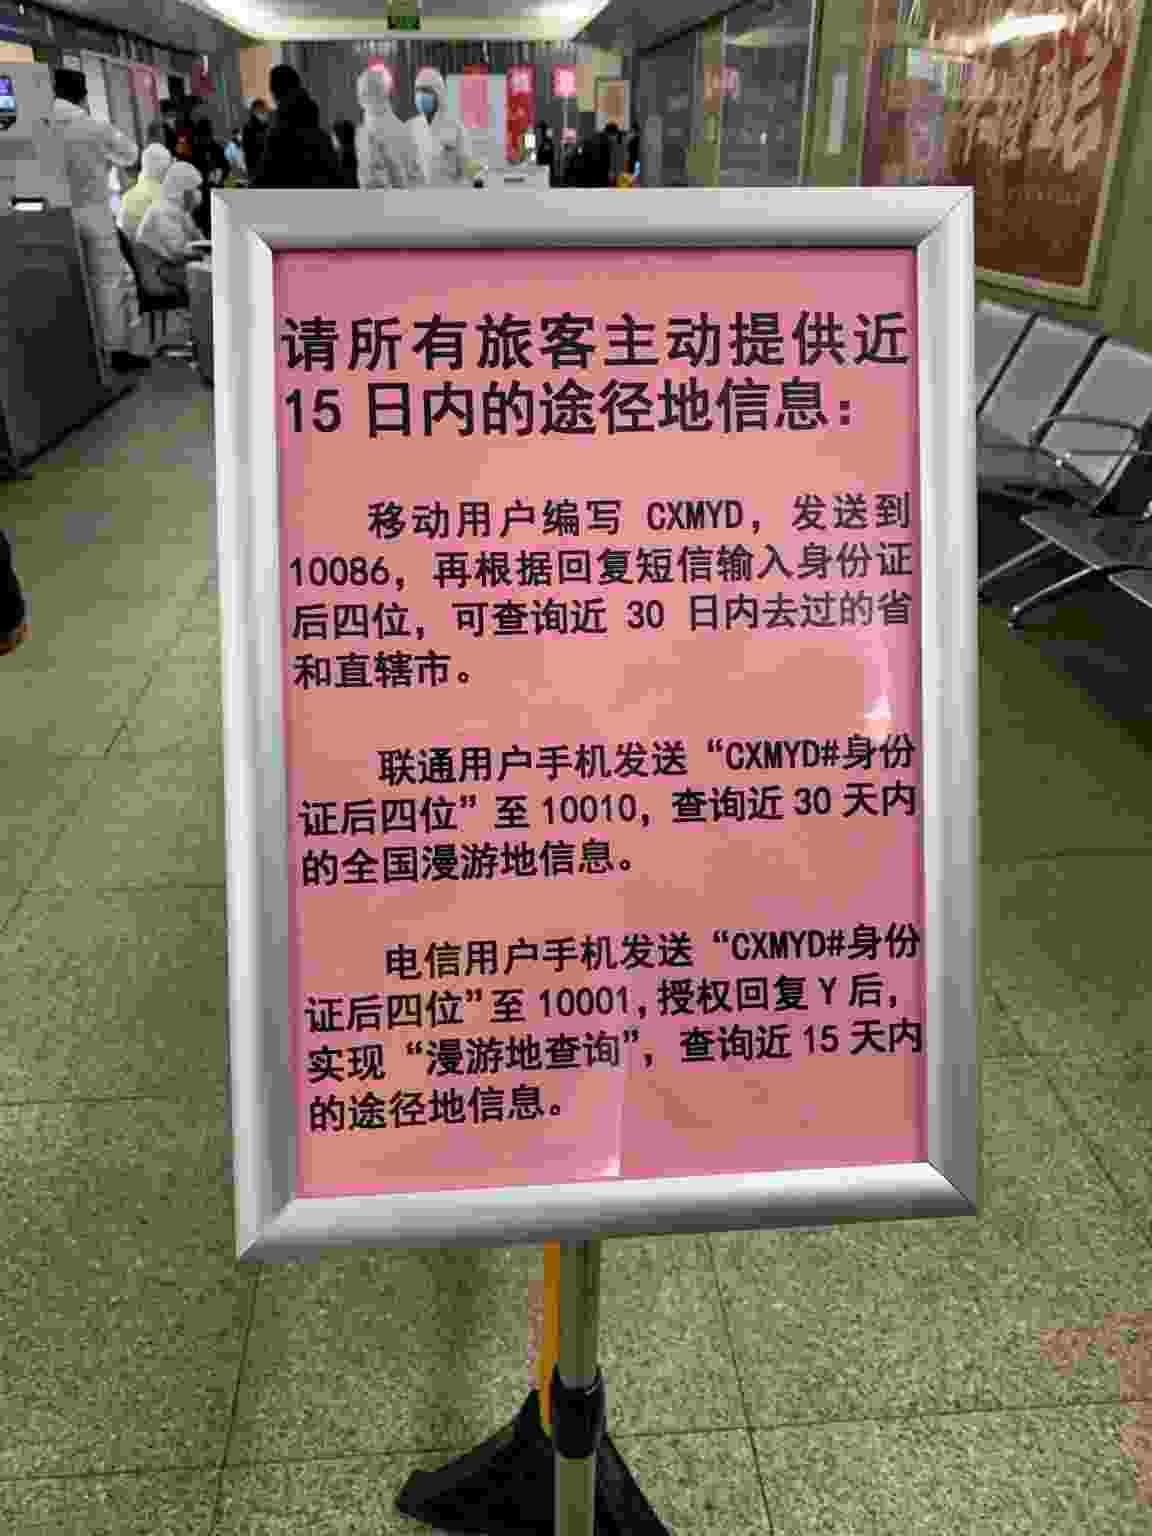 请所有旅客主动提供近
15 日内的途径地信息：
移动用户编写 CXMYD，发送到
10086，再根据回复短信输入身份证
后四位，可查询近 30 日内去过的省
和直辖市。
联通用户手机发送“CXMYD#身份
证后四位”至 10010，查询近 30 天内
的全国漫游地信息。
电信用户手机发送“CXMYD#身份
证后四位”至 10001，授权回复 Y 后，
实现“漫游地查询”，查询近 15 天内
的途径地信息。